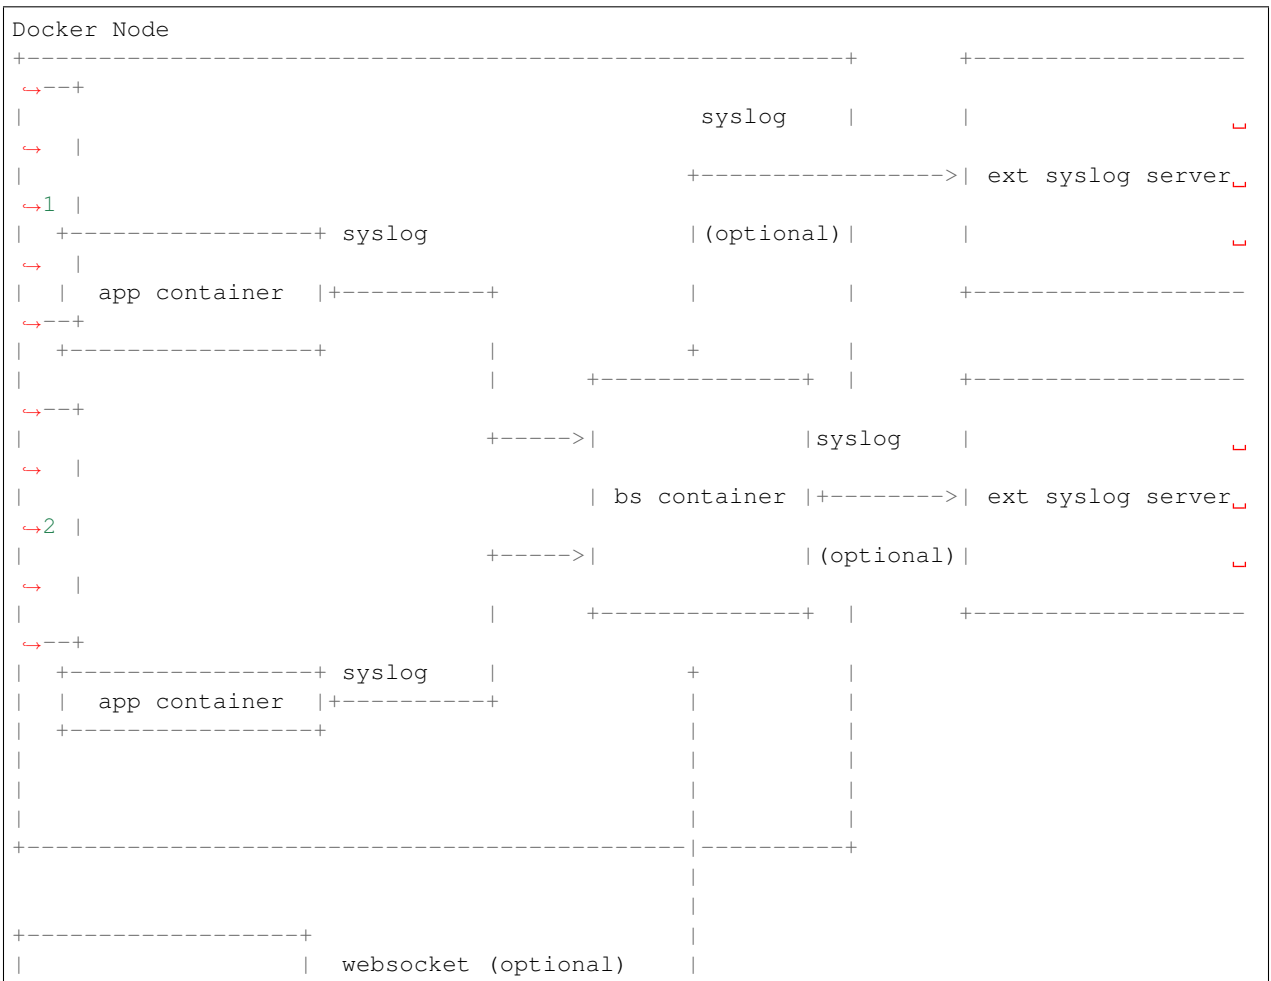 Docker Node
+---------------------------------------------------------+       +-------------------
↪--+
|                                               syslog    |       |                  ␣
↪  |
|                                              +----------------->| ext syslog server␣
↪1 |
|  +-----------------+ syslog                  |(optional)|       |                  ␣
↪  |
|  |  app container  |+----------+             |          |       +-------------------
↪--+
|  +-----------------+           |             +          |
|                                |      +--------------+  |       +-------------------
↪--+
|                                +----->|              |syslog    |                  ␣
↪  |
|                                       | bs container |+-------->| ext syslog server␣
↪2 |
|                                +----->|              |(optional)|                  ␣
↪  |
|                                |      +--------------+  |       +-------------------
↪--+
|  +-----------------+ syslog    |             +          |
|  |  app container  |+----------+             |          |
|  +-----------------+                         |          |
|                                              |          |
|                                              |          |
|                                              |          |
+----------------------------------------------|----------+
                                               |
                                               |
+-------------------+                          |
|                   |  websocket (optional)    |